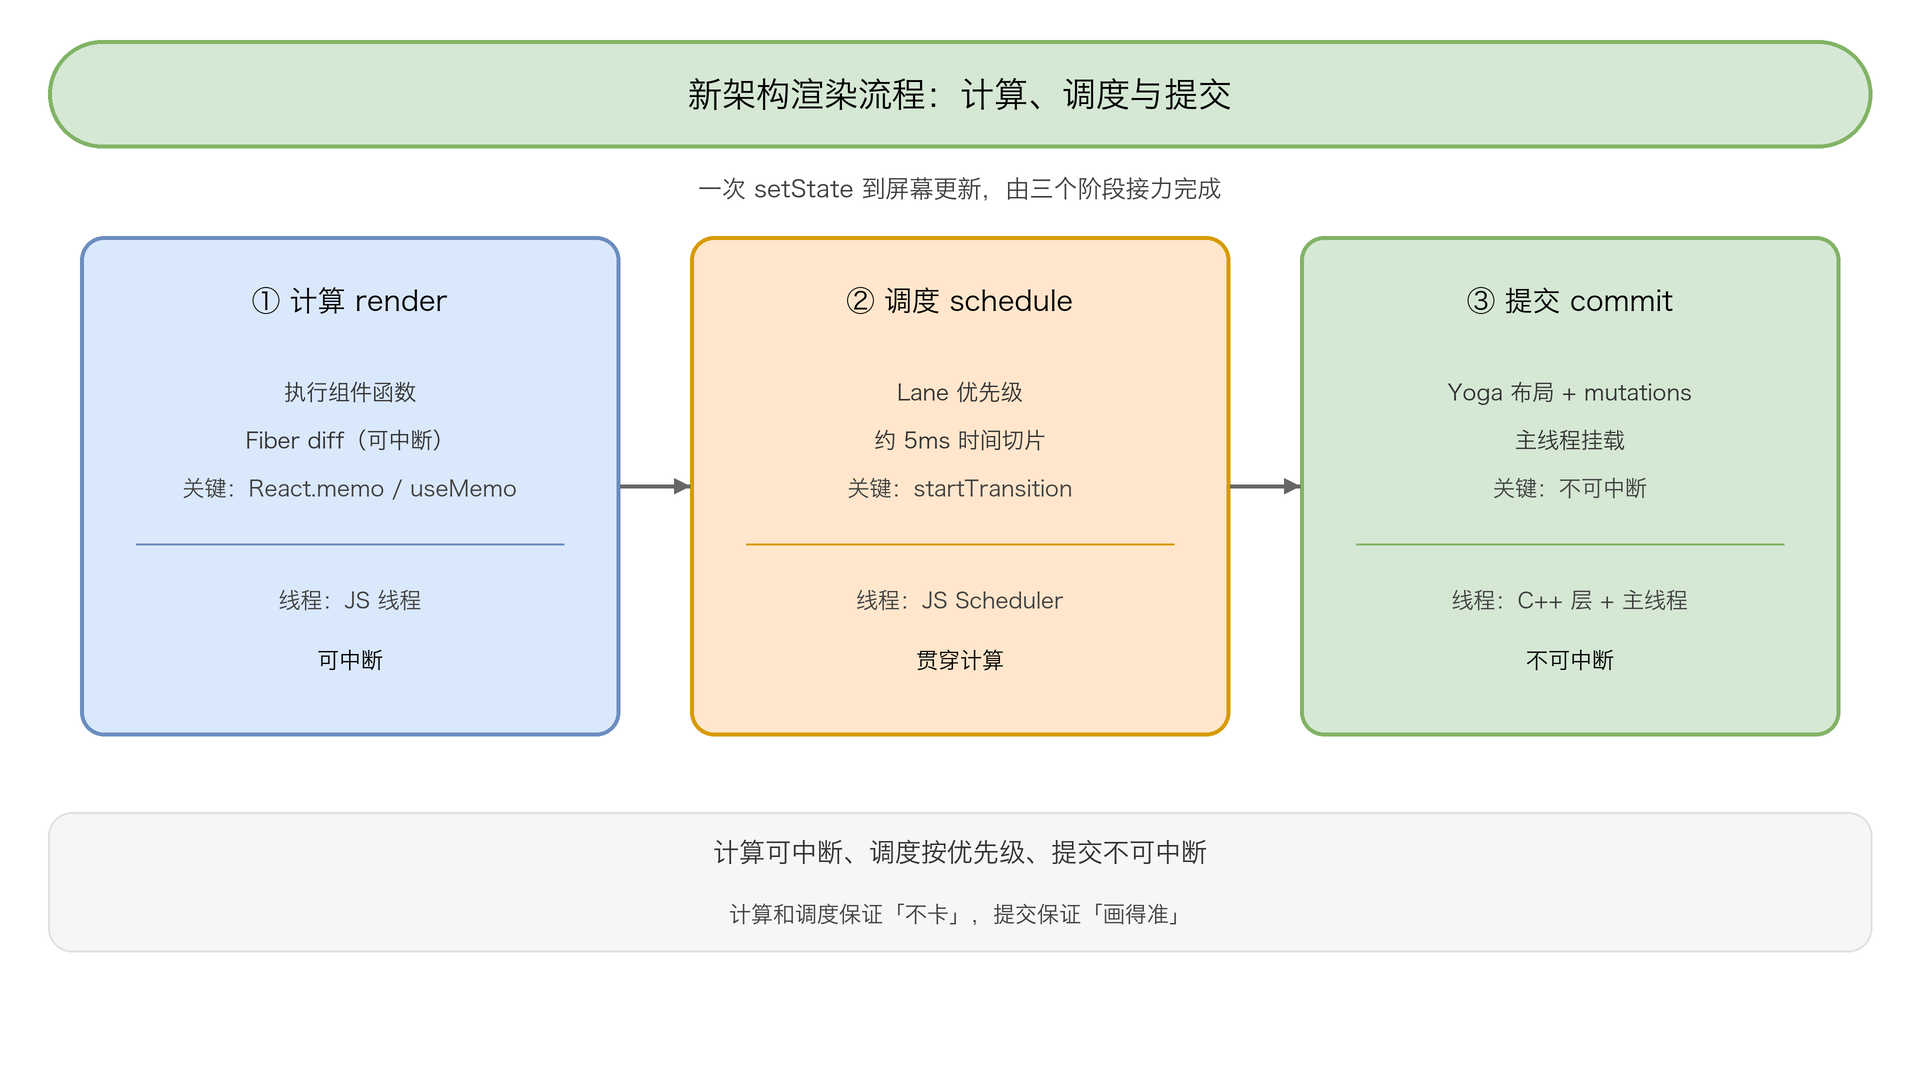 新架构渲染流程：计算、调度与提交
一次 setState 到屏幕更新，由三个阶段接力完成
① 计算 render
执行组件函数
Fiber diff（可中断）
关键：React.memo / useMemo
线程：JS 线程
可中断
② 调度 schedule
Lane 优先级
约 5ms 时间切片
关键：startTransition
线程：JS Scheduler
贯穿计算
③ 提交 commit
Yoga 布局 + mutations
主线程挂载
关键：不可中断
线程：C++ 层 + 主线程
不可中断
计算可中断、调度按优先级、提交不可中断
计算和调度保证「不卡」，提交保证「画得准」